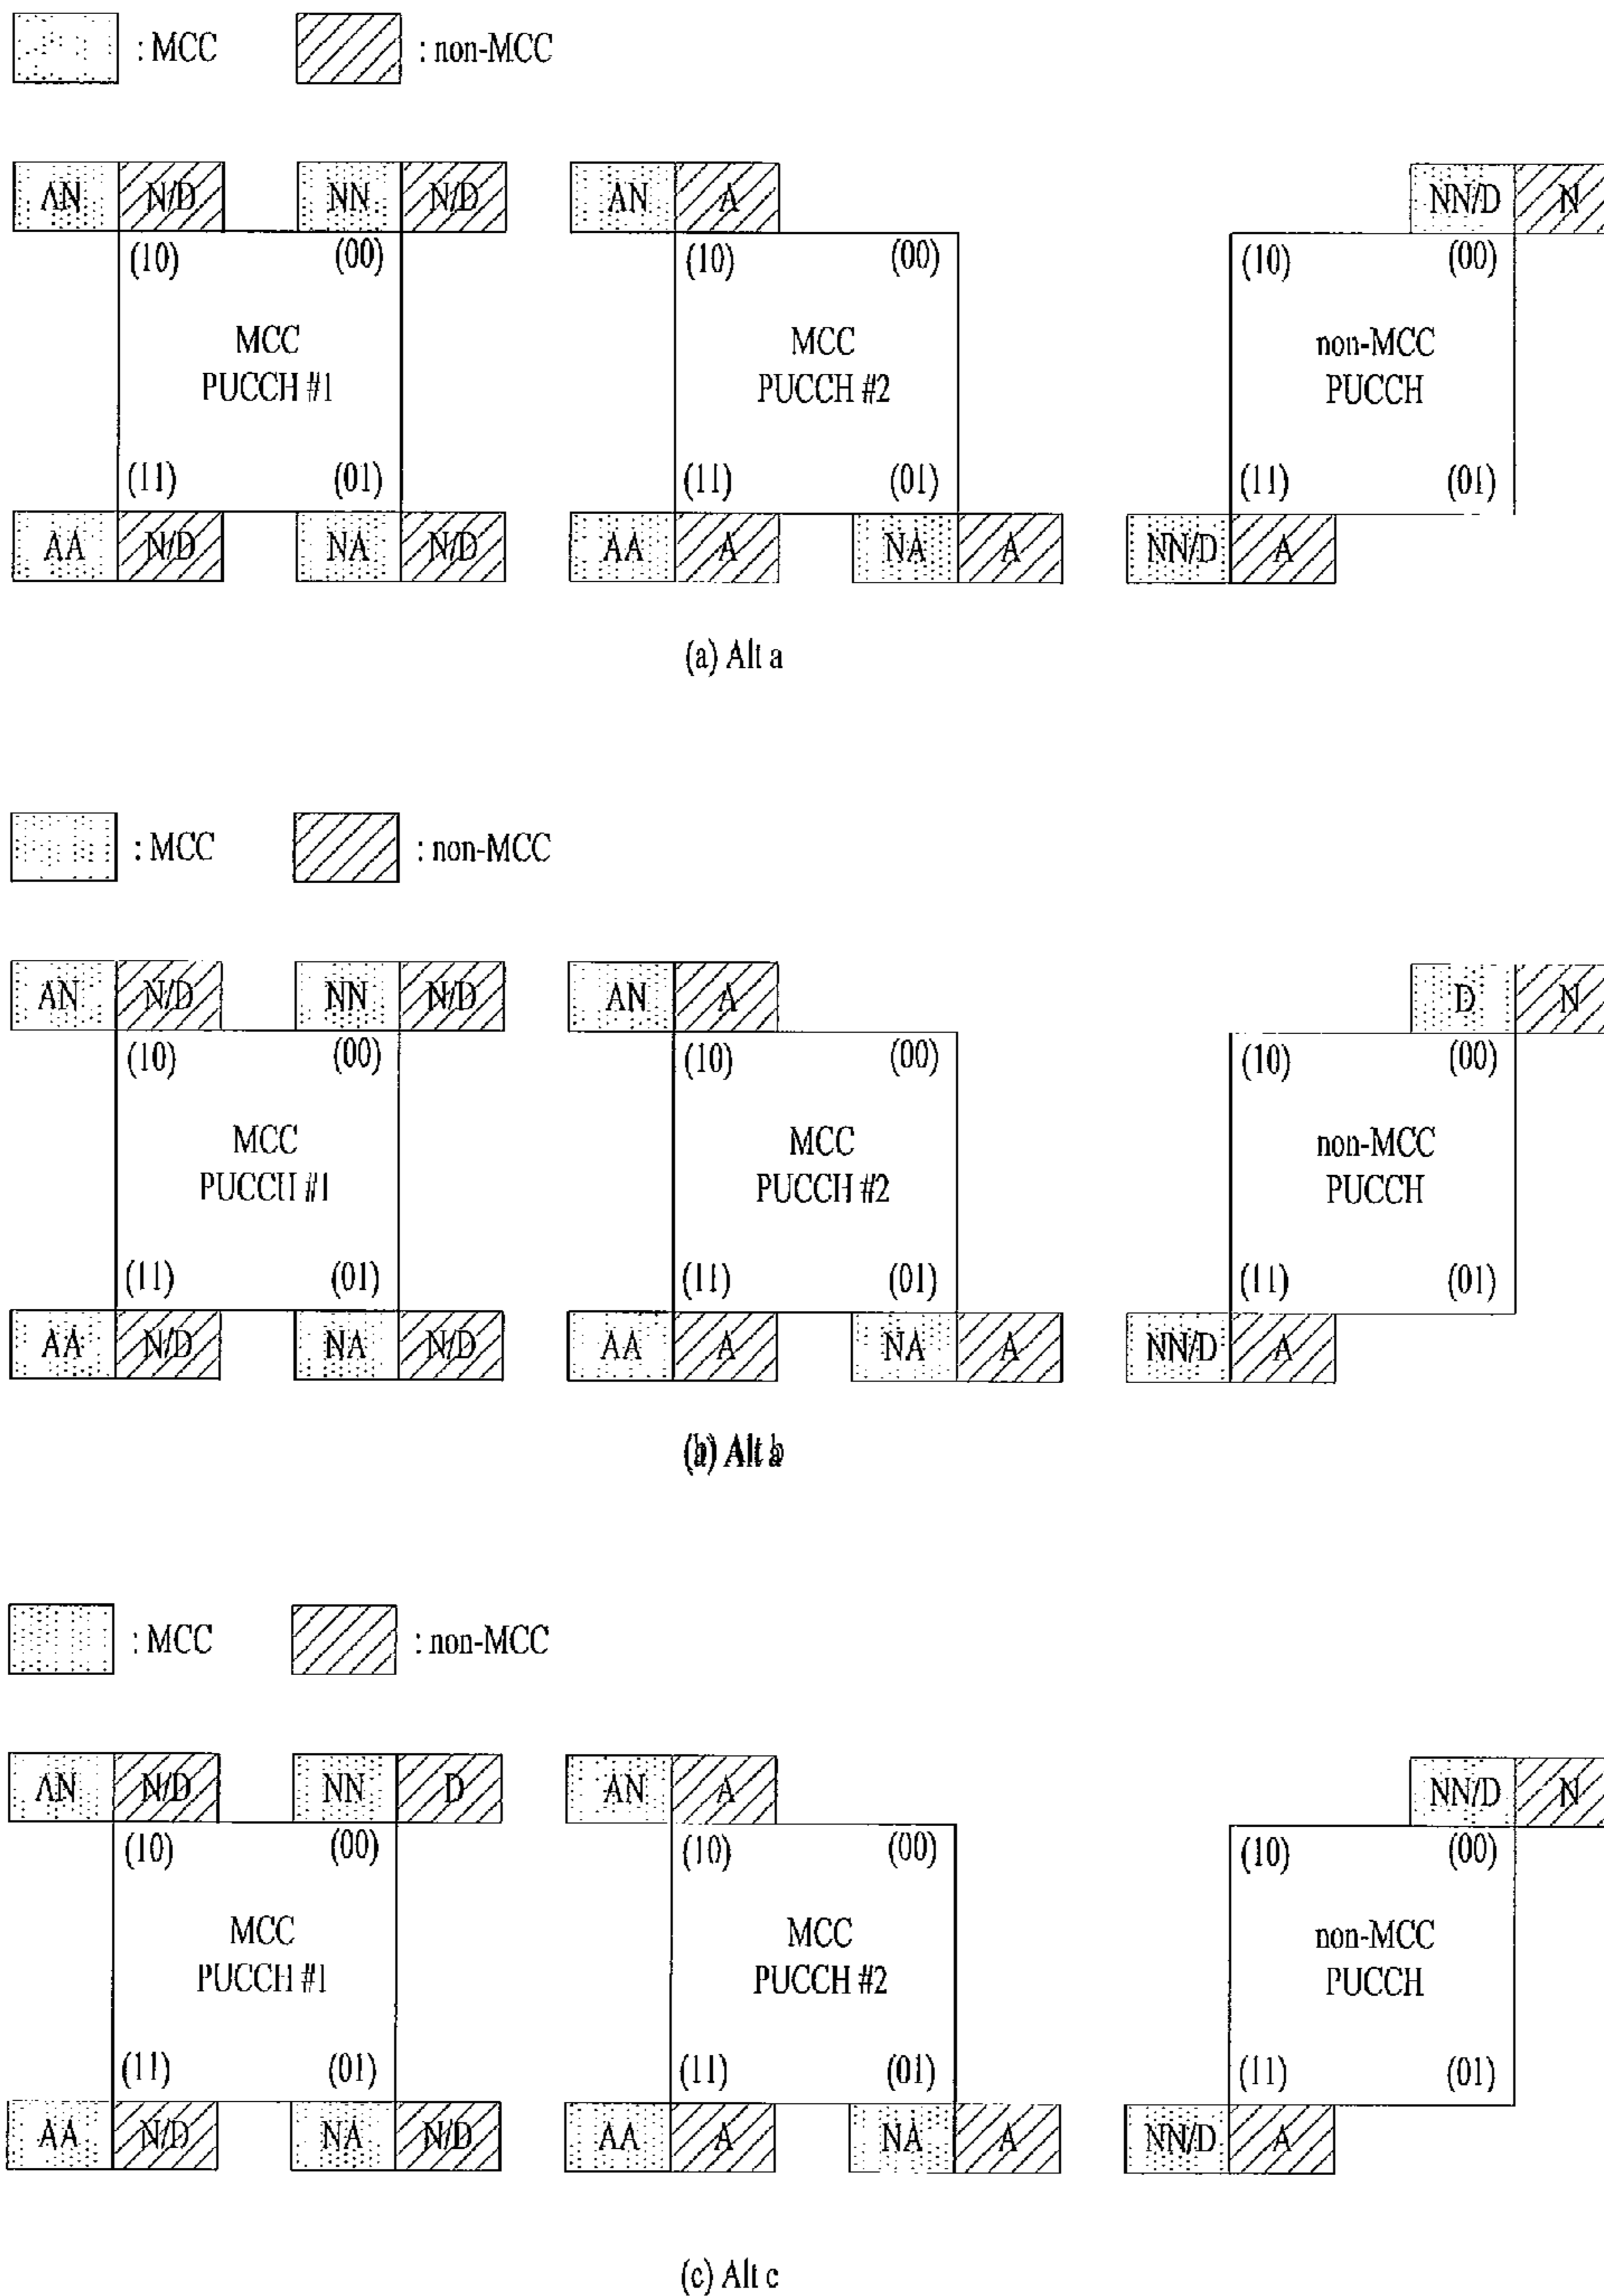 : MCC : non-MCC
AN N/D NN N/D AN A NN/D N
(10) (00) (10) (00) (10) (00)
MCC MCC non-MCC
PUCCH #1 PUCCH #2 PUCCH
(11) (01) (11) (01) (11) (01)
AA N/D NA N/D AA A NA A NN/D A
(a) Alt a
: MCC : non-MCC
AN N/D NN N/D AN A D N
(10) (00) (10) (00) (10) (00)
MCC MCC non-MCC
PUCCH #1 PUCCH #2 PUCCH
(11) (01) (11) (01) (11) (01)
AA N/D NA N/D AA A NA A NN/D A
Alt
: MCC : non-MCC
AN N/D NN D AN A NN/D N
(10) (00) (10) (00) (10) (00)
MCC MCC non-MCC
PUCCH #1 PUCCH #2 PUCCH
(11) (01) (11) (01) (11) (01)
AA N/D NA N/D AA A NA A NN/D A
(c) Alt c